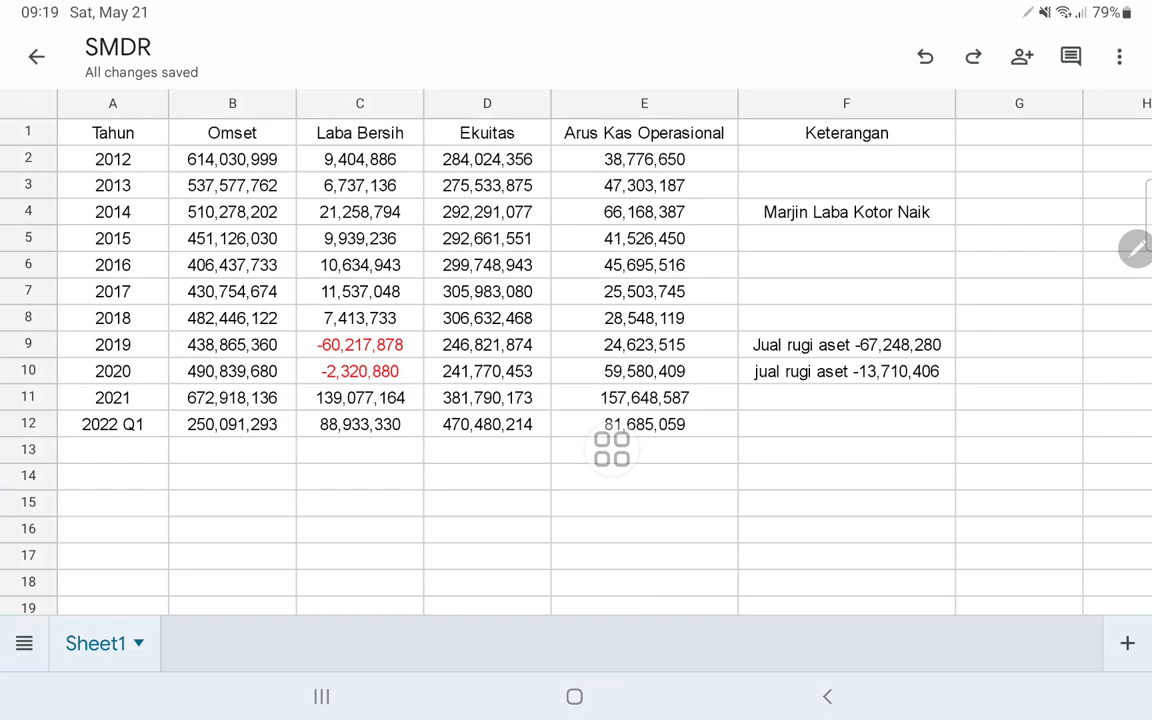 09:19 Sat, May 21 79%
SMDR
All changes saved
A B C D E F G H
1 Tahun Omset Laba Bersih Ekuitas Arus Kas Operasional Keterangan
2 2012 614,030,999 9,404,886 284,024,356 38,776,650
3 2013 537,577,762 6,737,136 275,533,875 47,303,187
4 2014 510,278,202 21,258,794 292,291,077 66,168,387 Marjin Laba Kotor Naik
5 2015 451,126,030 9,939,236 292,661,551 41,526,450
6 2016 406,437,733 10,634,943 299,748,943 45,695,516
7 2017 430,754,674 11,537,048 305,983,080 25,503,745
8 2018 482,446,122 7,413,733 306,632,468 28,548,119
9 2019 438,865,360 -60,217,878 246,821,874 24,623,515 Jual rugi aset -67,248,280
10 2020 490,839,680 -2,320,880 241,770,453 59,580,409 jual rugi aset -13,710,406
11 2021 672,918,136 139,077,164 381,790,173 157,648,587
12 2022 Q1 250,091,293 88,933,330 470,480,214 81,685,059
13
14
15
16
17
18
19
Sheet1